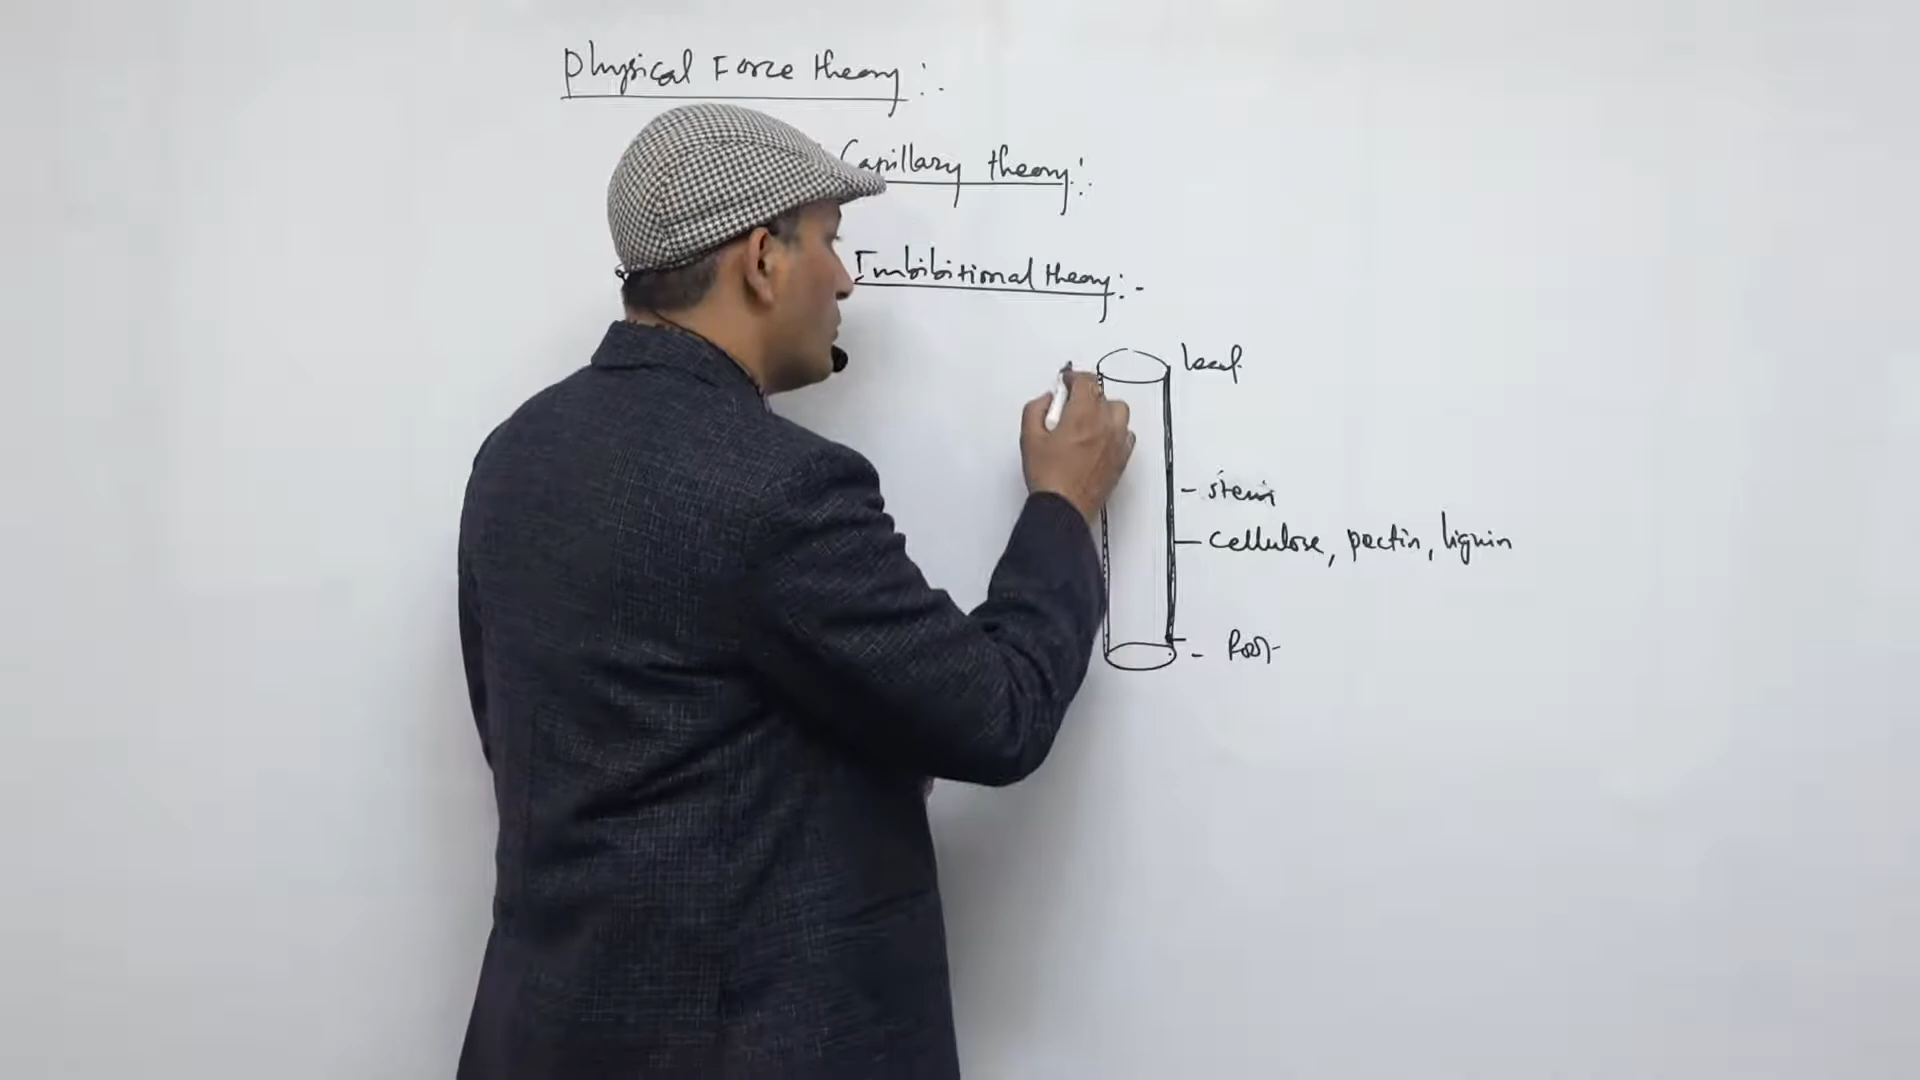 Physical Force theory :-
Capillary theory :-
Imbibitional theory :-
leaf
- stem
- cellulose, pectin, lignin
- Root